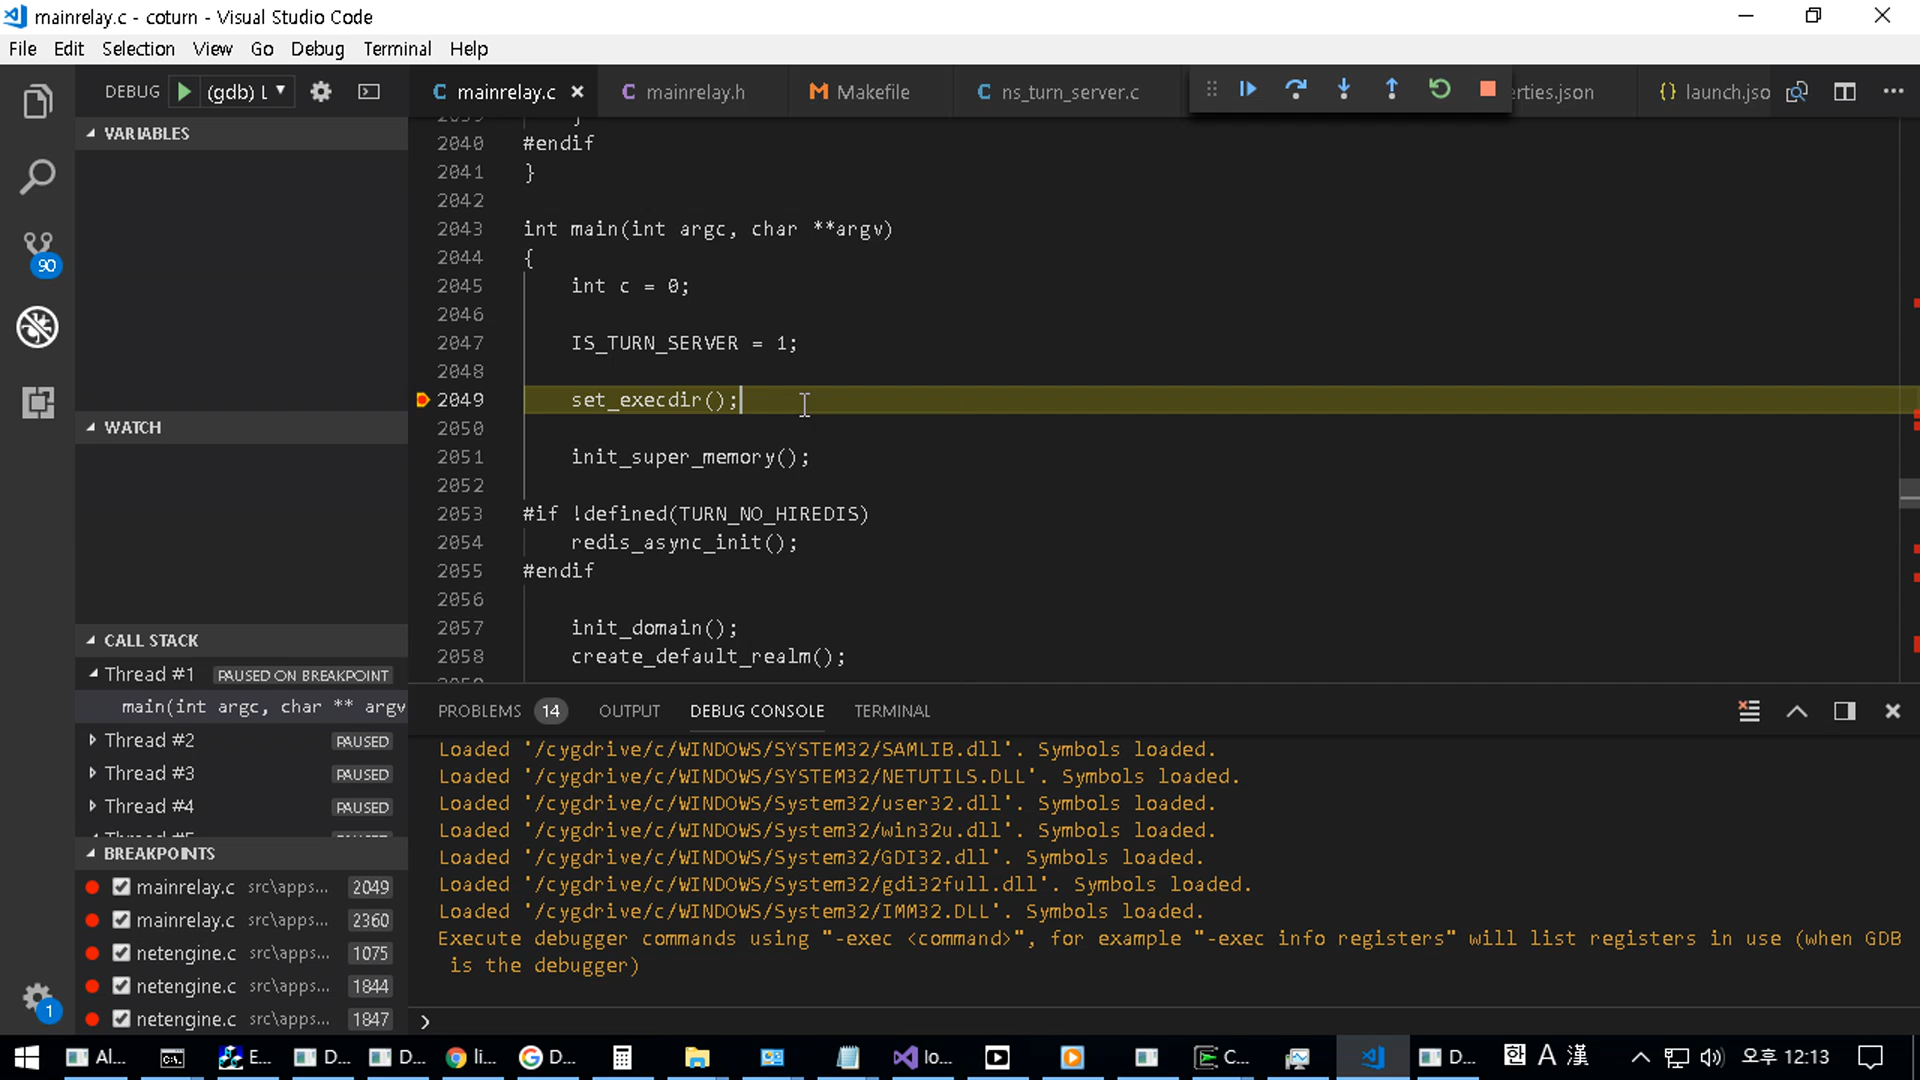 mainrelay.c - coturn - Visual Studio Code
File Edit Selection View Go Debug Terminal Help
DEBUG (gdb) L
mainrelay.c mainrelay.h Makefile ns_turn_server.c erties.json launch.jso
VARIABLES
WATCH
CALL STACK
Thread #1 PAUSED ON BREAKPOINT
main(int argc, char ** argv
Thread #2 PAUSED
Thread #3 PAUSED
Thread #4 PAUSED
BREAKPOINTS
mainrelay.c src\apps... 2049
mainrelay.c src\apps... 2360
netengine.c src\apps... 1075
netengine.c src\apps... 1844
netengine.c src\apps... 1847
90
1
2040 #endif
2041 }
2042
2043 int main(int argc, char **argv)
2044 {
2045 int c = 0;
2046
2047 IS_TURN_SERVER = 1;
2048
2049 set_execdir();
2050
2051 init_super_memory();
2052
2053 #if !defined(TURN_NO_HIREDIS)
2054 redis_async_init();
2055 #endif
2056
2057 init_domain();
2058 create_default_realm();
PROBLEMS 14 OUTPUT DEBUG CONSOLE TERMINAL
Loaded '/cygdrive/c/WINDOWS/SYSTEM32/SAMLIB.dll'. Symbols loaded.
Loaded '/cygdrive/c/WINDOWS/SYSTEM32/NETUTILS.DLL'. Symbols loaded.
Loaded '/cygdrive/c/WINDOWS/System32/user32.dll'. Symbols loaded.
Loaded '/cygdrive/c/WINDOWS/System32/win32u.dll'. Symbols loaded.
Loaded '/cygdrive/c/WINDOWS/System32/GDI32.dll'. Symbols loaded.
Loaded '/cygdrive/c/WINDOWS/System32/gdi32full.dll'. Symbols loaded.
Loaded '/cygdrive/c/WINDOWS/System32/IMM32.DLL'. Symbols loaded.
Execute debugger commands using "-exec <command>", for example "-exec info registers" will list registers in use (when GDB
is the debugger)
Al... E... D... D... li... D... Io... C... D... 한 A 漢 오후 12:13